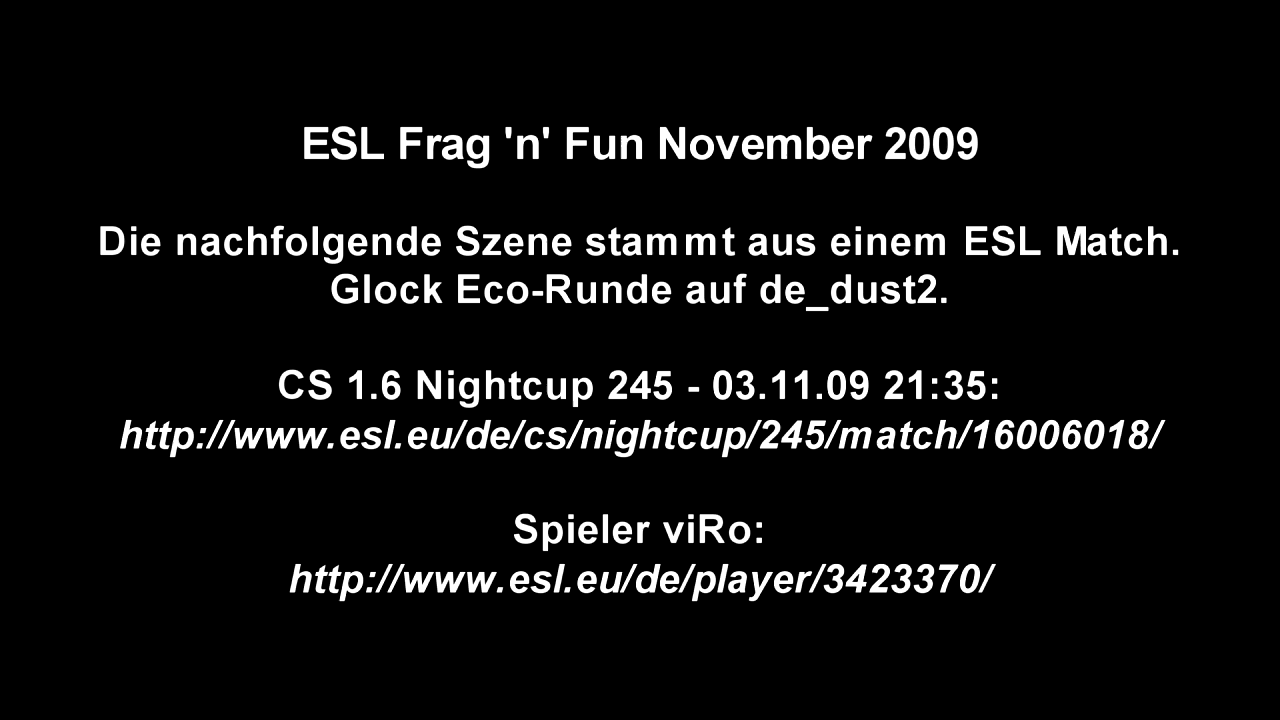 ESL Frag 'n' Fun November 2009
Die nachfolgende Szene stammt aus einem ESL Match.
Glock Eco-Runde auf de_dust2.
CS 1.6 Nightcup 245 - 03.11.09 21:35:
http://www.esl.eu/de/cs/nightcup/245/match/16006018/
Spieler viRo:
http://www.esl.eu/de/player/3423370/